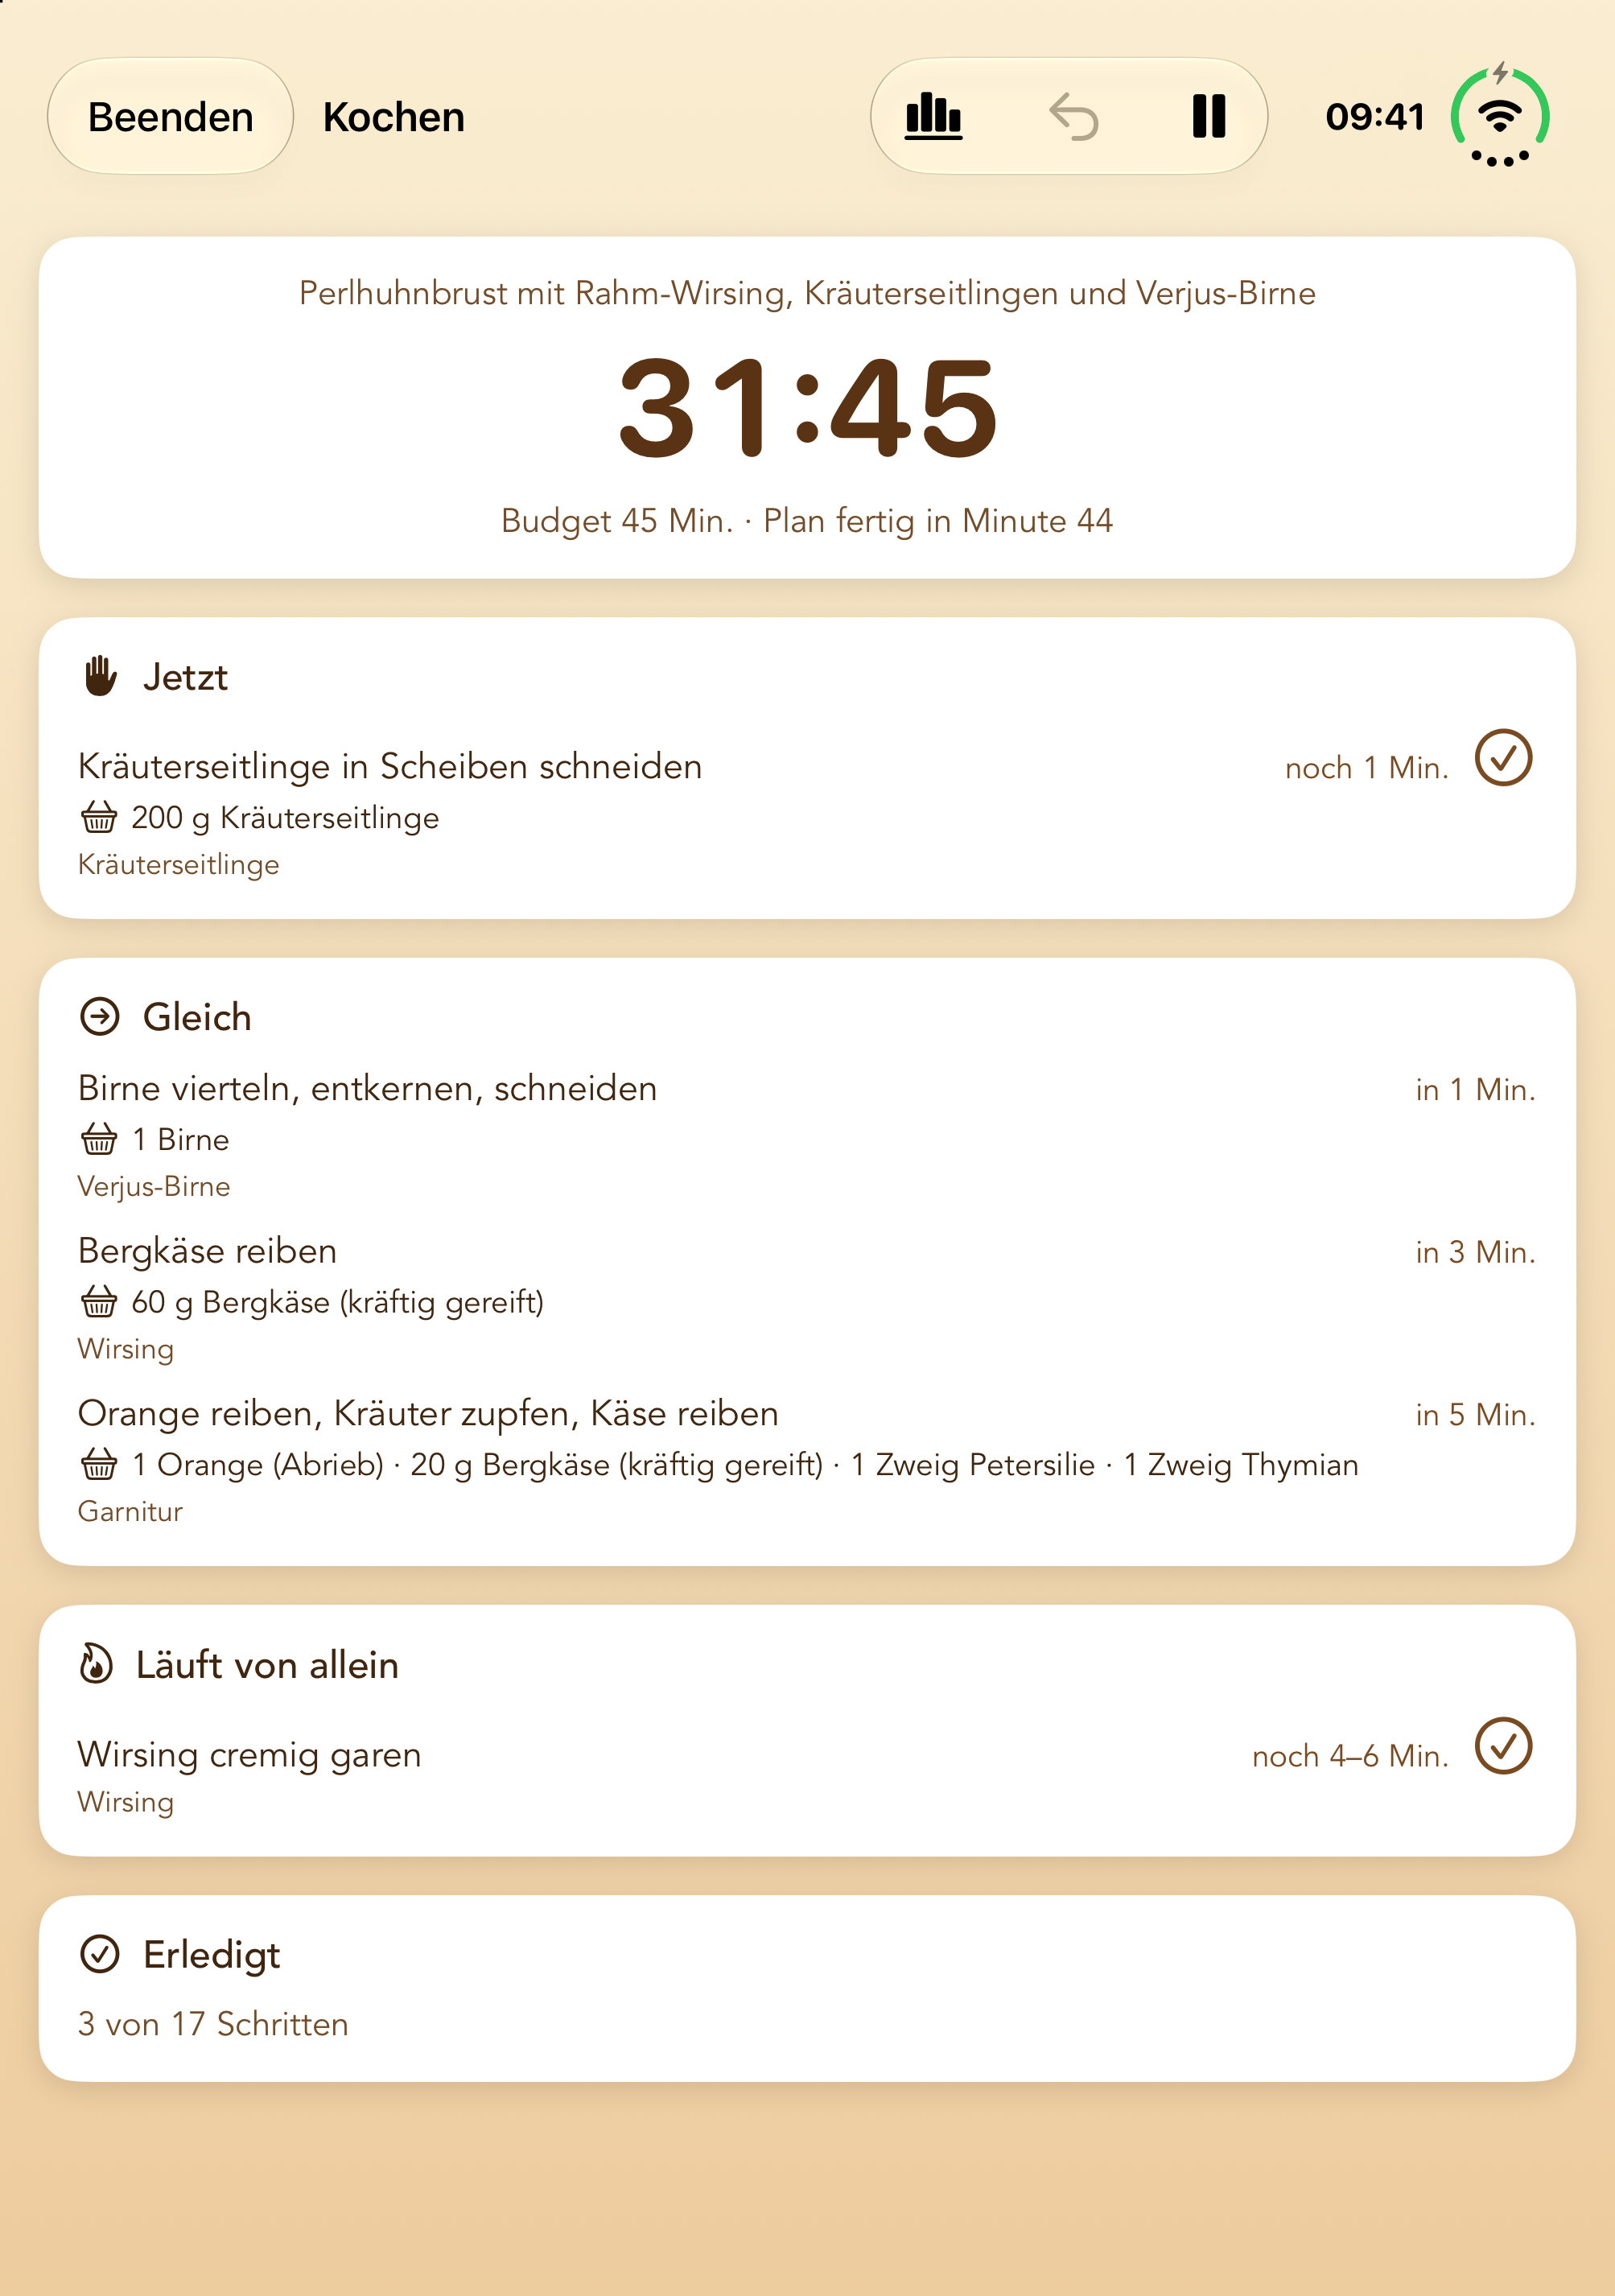 Beenden Kochen 09:41
Perlhuhnbrust mit Rahm-Wirsing, Kräuterseitlingen und Verjus-Birne
31:45
Budget 45 Min. · Plan fertig in Minute 44
Jetzt
Kräuterseitlinge in Scheiben schneiden noch 1 Min.
200 g Kräuterseitlinge
Kräuterseitlinge
Gleich
Birne vierteln, entkernen, schneiden in 1 Min.
1 Birne
Verjus-Birne
Bergkäse reiben in 3 Min.
60 g Bergkäse (kräftig gereift)
Wirsing
Orange reiben, Kräuter zupfen, Käse reiben in 5 Min.
1 Orange (Abrieb) · 20 g Bergkäse (kräftig gereift) · 1 Zweig Petersilie · 1 Zweig Thymian
Garnitur
Läuft von allein
Wirsing cremig garen noch 4–6 Min.
Wirsing
Erledigt
3 von 17 Schritten